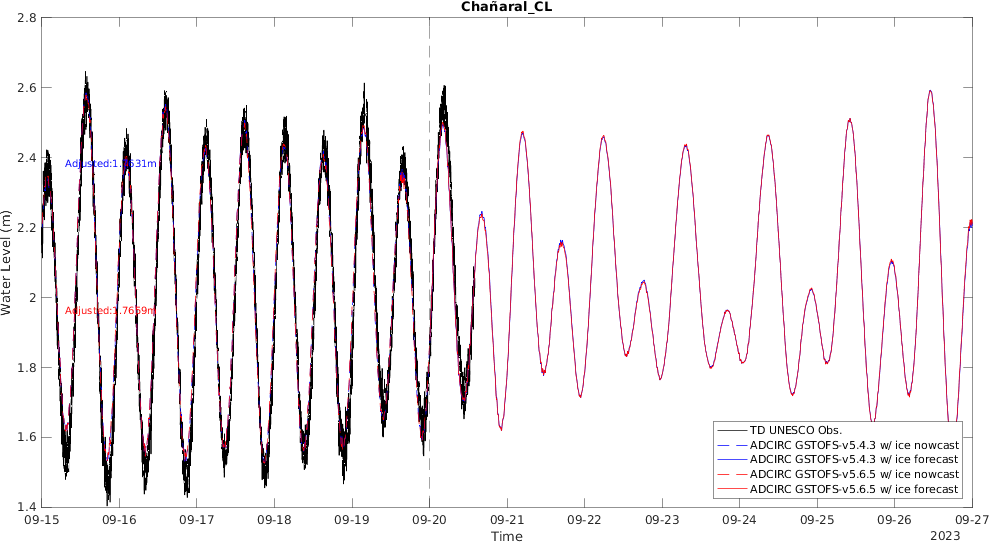 Chañaral_CL
2.8
2.6
2.4
2.2
2
1.8
1.6
1.4
Water Level (m)
Adjusted:1.7659m
TD UNESCO Obs.
ADCIRC GSTOFS-v5.4.3 w/ ice nowcast
ADCIRC GSTOFS-v5.4.3 w/ ice forecast
ADCIRC GSTOFS-v5.6.5 w/ ice nowcast
ADCIRC GSTOFS-v5.6.5 w/ ice forecast
09-15 09-16 09-17 09-18 09-19 09-20 09-21 09-22 09-23 09-24 09-25 09-26 09-27
Time
2023